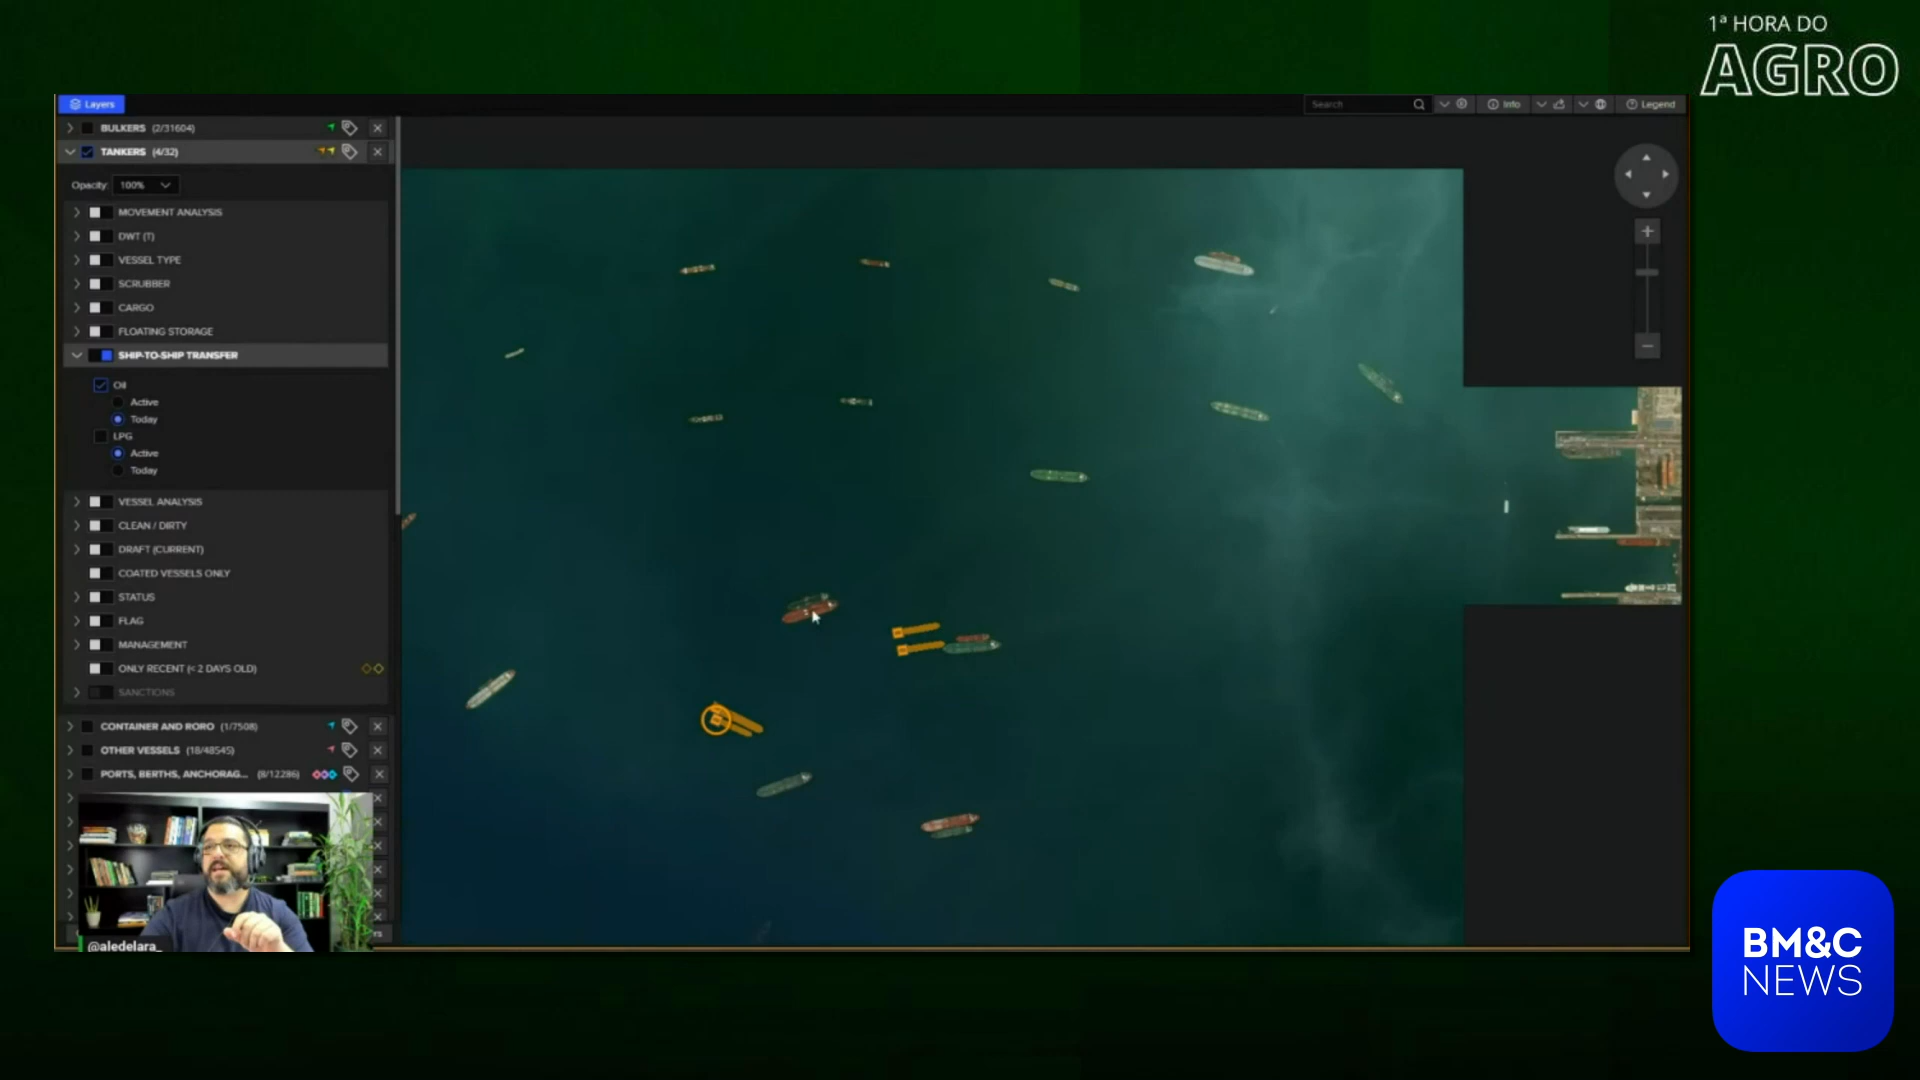 1ª HORA DO
AGRO
Layers
Search
Info
Legend
BULKERS (2/31604)
TANKERS (4/32)
Opacity: 100%
MOVEMENT ANALYSIS
DWT (T)
VESSEL TYPE
SCRUBBER
CARGO
FLOATING STORAGE
SHIP-TO-SHIP TRANSFER
Oil
Active
Today
LPG
Active
Today
VESSEL ANALYSIS
CLEAN / DIRTY
DRAFT (CURRENT)
COATED VESSELS ONLY
STATUS
FLAG
MANAGEMENT
ONLY RECENT (< 2 DAYS OLD)
SANCTIONS
CONTAINER AND RORO (1/7508)
OTHER VESSELS (18/48545)
PORTS, BERTHS, ANCHORAG... (8/12286)
@aledelara_
BM&C
NEWS